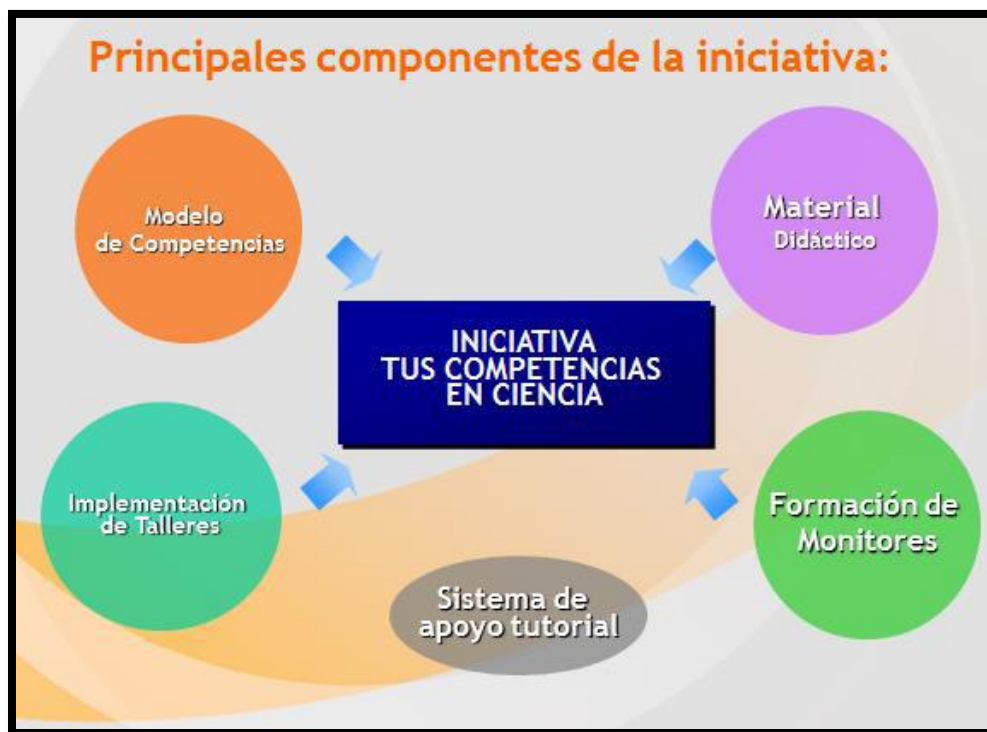 Principales componentes de la iniciativa:
Modelo
de Competencias
Material
Didáctico
INICIATIVA
TUS COMPETENCIAS
EN CIENCIA
Implementación
de Talleres
Formación de
Monitores
Sistema de
apoyo tutorial